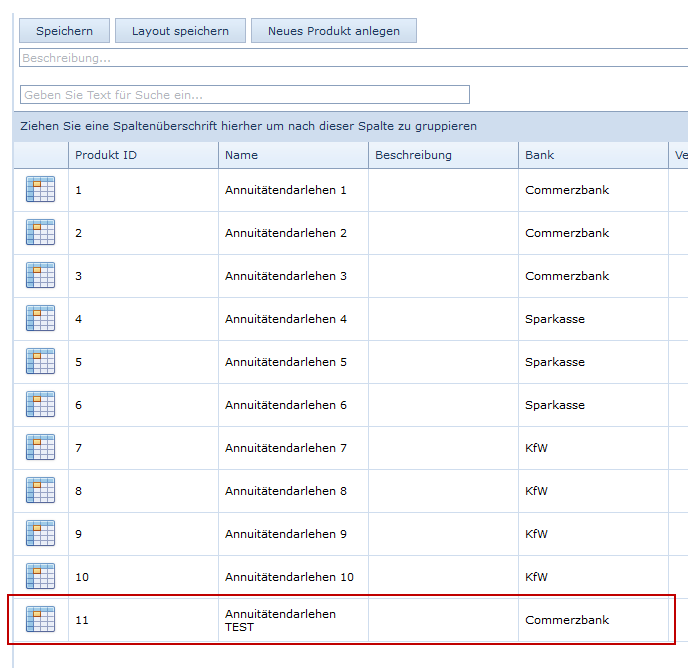 Speichern Layout speichern Neues Produkt anlegen
Beschreibung...
Geben Sie Text für Suche ein...
Ziehen Sie eine Spaltenüberschrift hierher um nach dieser Spalte zu gruppieren
Produkt ID Name Beschreibung Bank Ve
1 Annuitätendarlehen 1 Commerzbank
2 Annuitätendarlehen 2 Commerzbank
3 Annuitätendarlehen 3 Commerzbank
4 Annuitätendarlehen 4 Sparkasse
5 Annuitätendarlehen 5 Sparkasse
6 Annuitätendarlehen 6 Sparkasse
7 Annuitätendarlehen 7 KfW
8 Annuitätendarlehen 8 KfW
9 Annuitätendarlehen 9 KfW
10 Annuitätendarlehen 10 KfW
11 Annuitätendarlehen
TEST Commerzbank